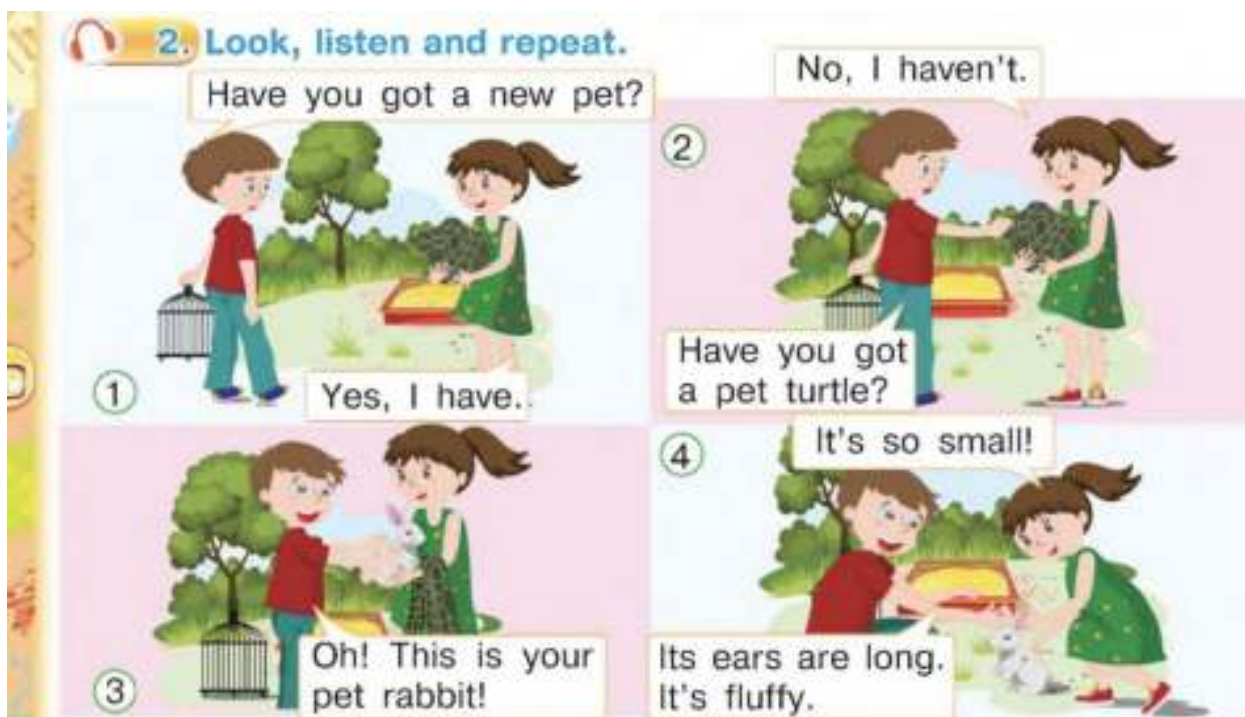 2. Look, listen and repeat.
Have you got a new pet?
1
Yes, I have.
No, I haven't.
2
Have you got
a pet turtle?
3
Oh! This is your
pet rabbit!
4
It's so small!
Its ears are long.
It's fluffy.